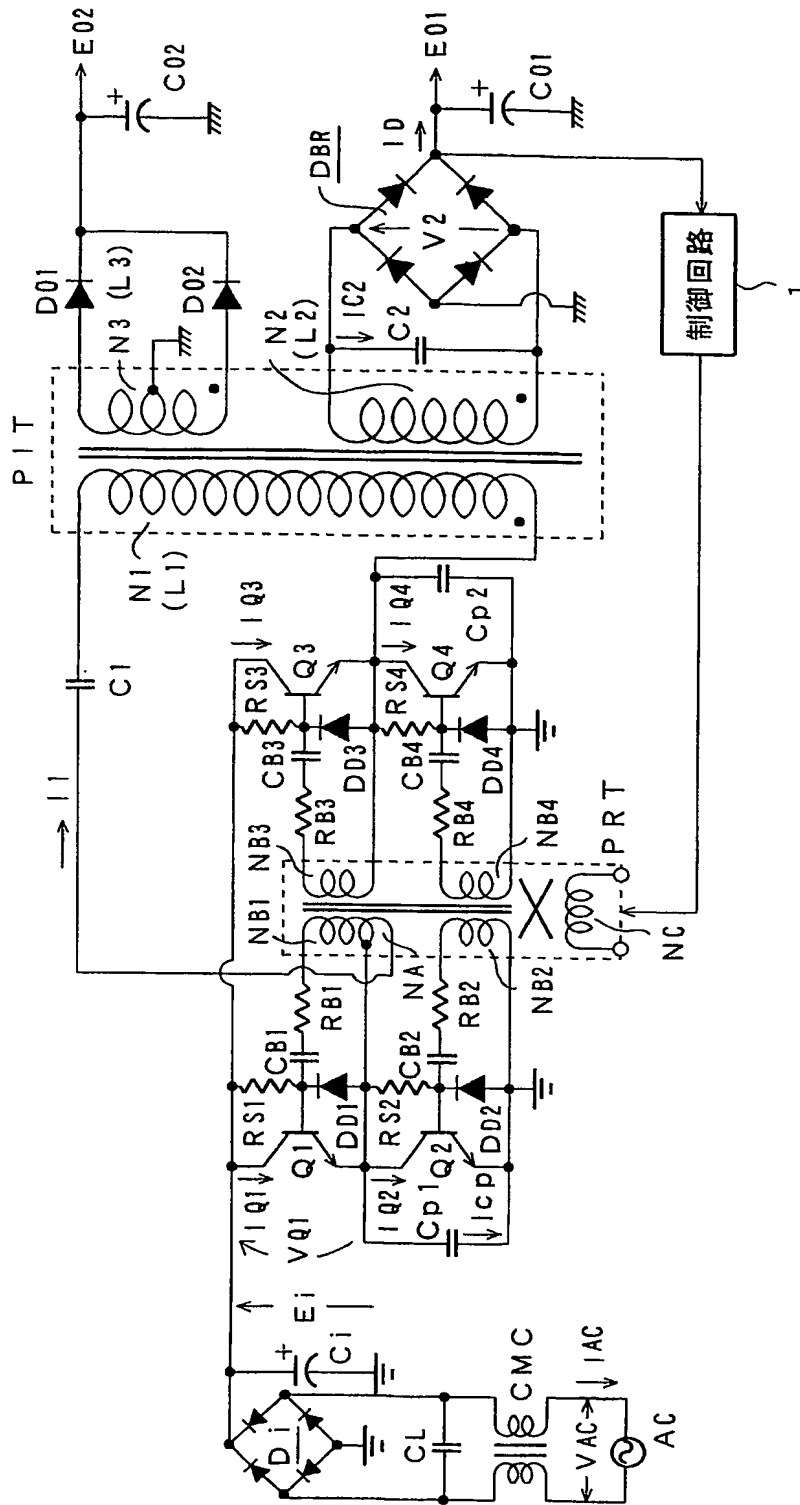 AC
VAC
IAC
CMC
CL
Di
Ci
+
Ei
VQ1
IQ1
Q1
RS1
DD1
CB1
RB1
IQ2
Q2
RS2
DD2
CB2
RB2
Cp1
Icp
NA
NB1
NB2
NB3
NB4
NC
PRT
RB3
CB3
DD3
RS3
Q3
IQ3
RB4
CB4
DD4
RS4
Q4
IQ4
Cp2
I1
C1
N1
(L1)
PIT
N3 (L3)
D01
D02
C02
+
E02
N2
(L2)
IC2
C2
V2
DBR
ID
C01
+
E01
制御回路
1